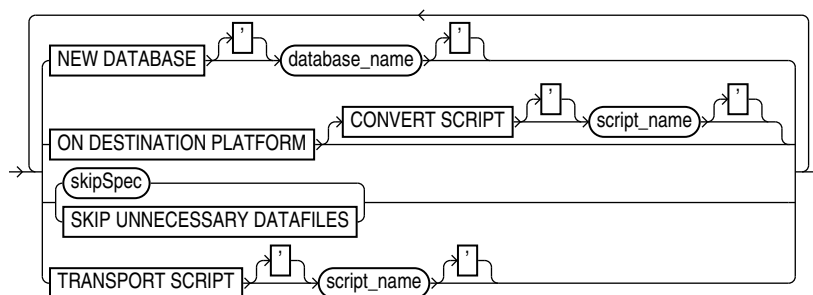 NEW DATABASE ' database_name '
ON DESTINATION PLATFORM CONVERT SCRIPT ' script_name '
skipSpec
SKIP UNNECESSARY DATAFILES
TRANSPORT SCRIPT ' script_name '